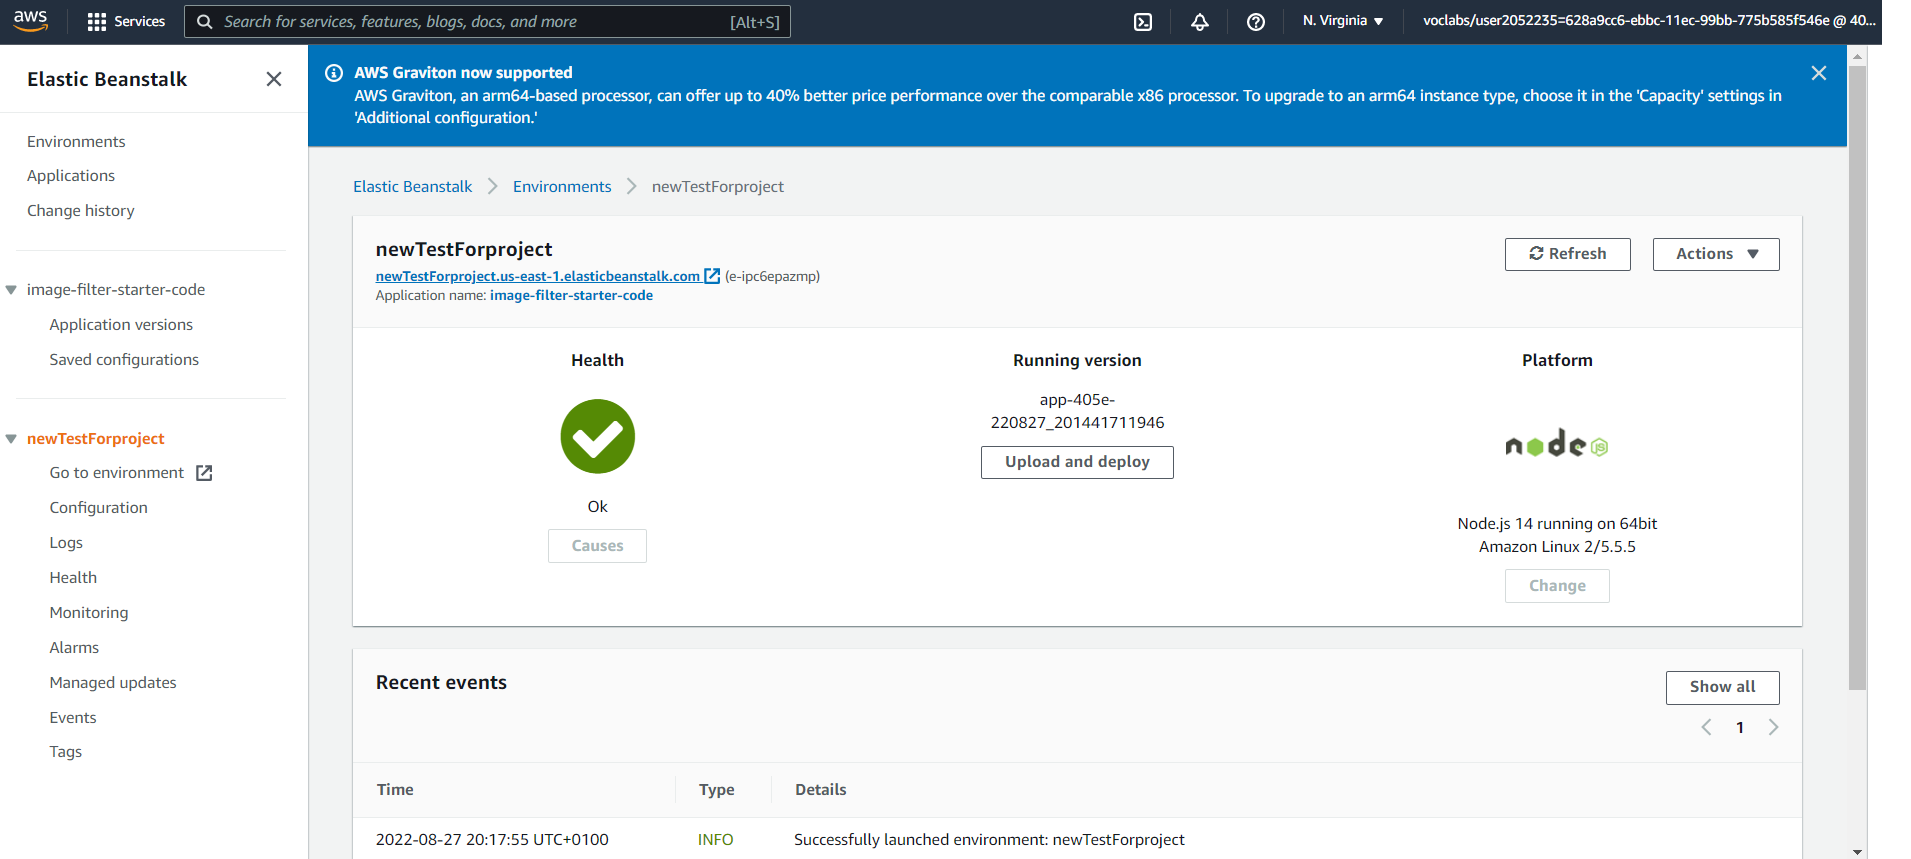 aws
Services
Search for services, features, blogs, docs, and more
[Alt+S]
N. Virginia
voclabs/user2052235=628a9cc6-ebbc-11ec-99bb-775b585f546e @ 40...
Elastic Beanstalk
Environments
Applications
Change history
image-filter-starter-code
Application versions
Saved configurations
newTestForproject
Go to environment
Configuration
Logs
Health
Monitoring
Alarms
Managed updates
Events
Tags
AWS Graviton now supported
AWS Graviton, an arm64-based processor, can offer up to 40% better price performance over the comparable x86 processor. To upgrade to an arm64 instance type, choose it in the 'Capacity' settings in
'Additional configuration.'
Elastic Beanstalk
Environments
newTestForproject
newTestForproject
newTestForproject.us-east-1.elasticbeanstalk.com (e-ipc6epazmp)
Application name: image-filter-starter-code
Refresh
Actions
Health
Ok
Causes
Running version
app-405e-
220827_201441711946
Upload and deploy
Platform
node JS
Node.js 14 running on 64bit
Amazon Linux 2/5.5.5
Change
Recent events
Show all
1
Time
Type
Details
2022-08-27 20:17:55 UTC+0100
INFO
Successfully launched environment: newTestForproject